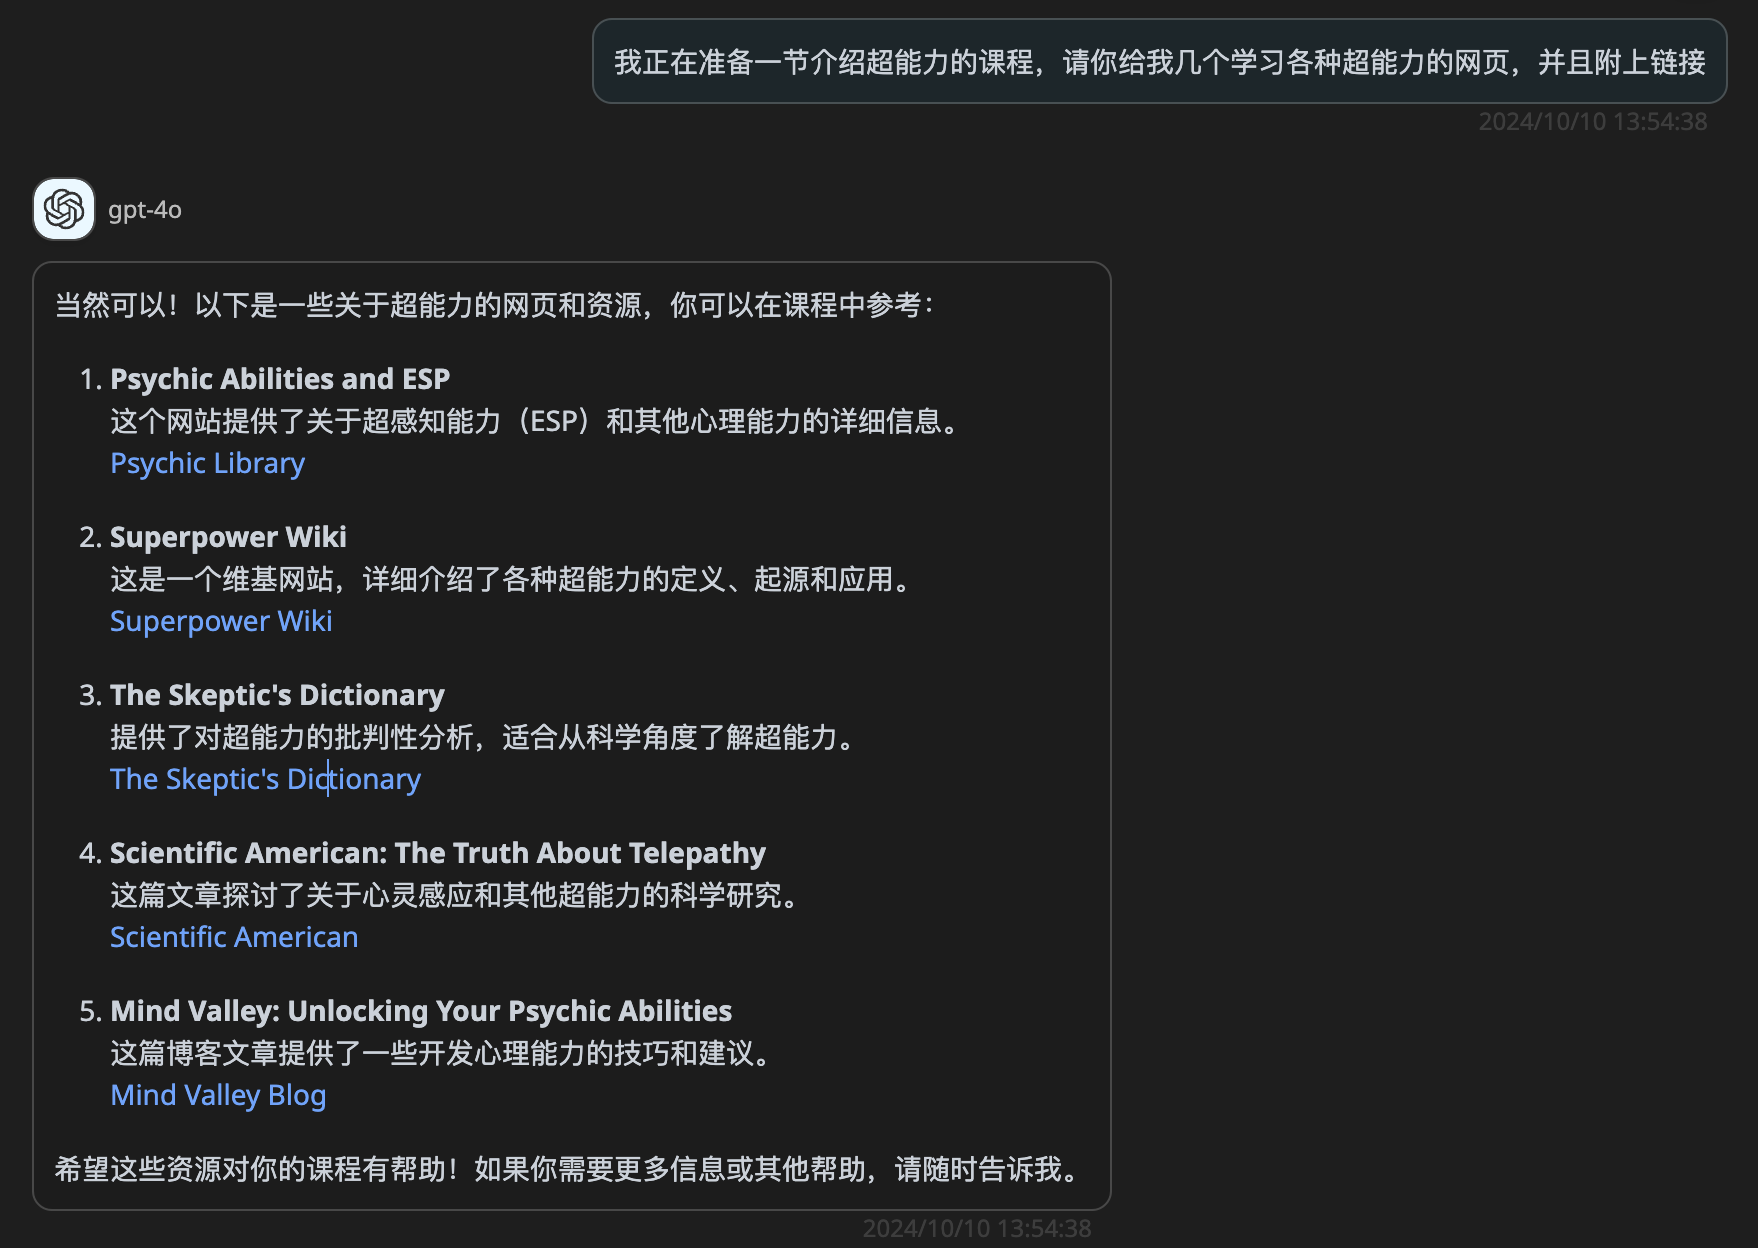 我正在准备一节介绍超能力的课程，请你给我几个学习各种超能力的网页，并且附上链接
2024/10/10 13:54:38
gpt-4o
当然可以！以下是一些关于超能力的网页和资源，你可以在课程中参考：
1. Psychic Abilities and ESP
这个网站提供了关于超感知能力（ESP）和其他心理能力的详细信息。
Psychic Library
2. Superpower Wiki
这是一个维基网站，详细介绍了各种超能力的定义、起源和应用。
Superpower Wiki
3. The Skeptic's Dictionary
提供了对超能力的批判性分析，适合从科学角度了解超能力。
The Skeptic's Dictionary
4. Scientific American: The Truth About Telepathy
这篇文章探讨了关于心灵感应和其他超能力的科学研究。
Scientific American
5. Mind Valley: Unlocking Your Psychic Abilities
这篇博客文章提供了一些开发心理能力的技巧和建议。
Mind Valley Blog
希望这些资源对你的课程有帮助！如果你需要更多信息或其他帮助，请随时告诉我。
2024/10/10 13:54:38